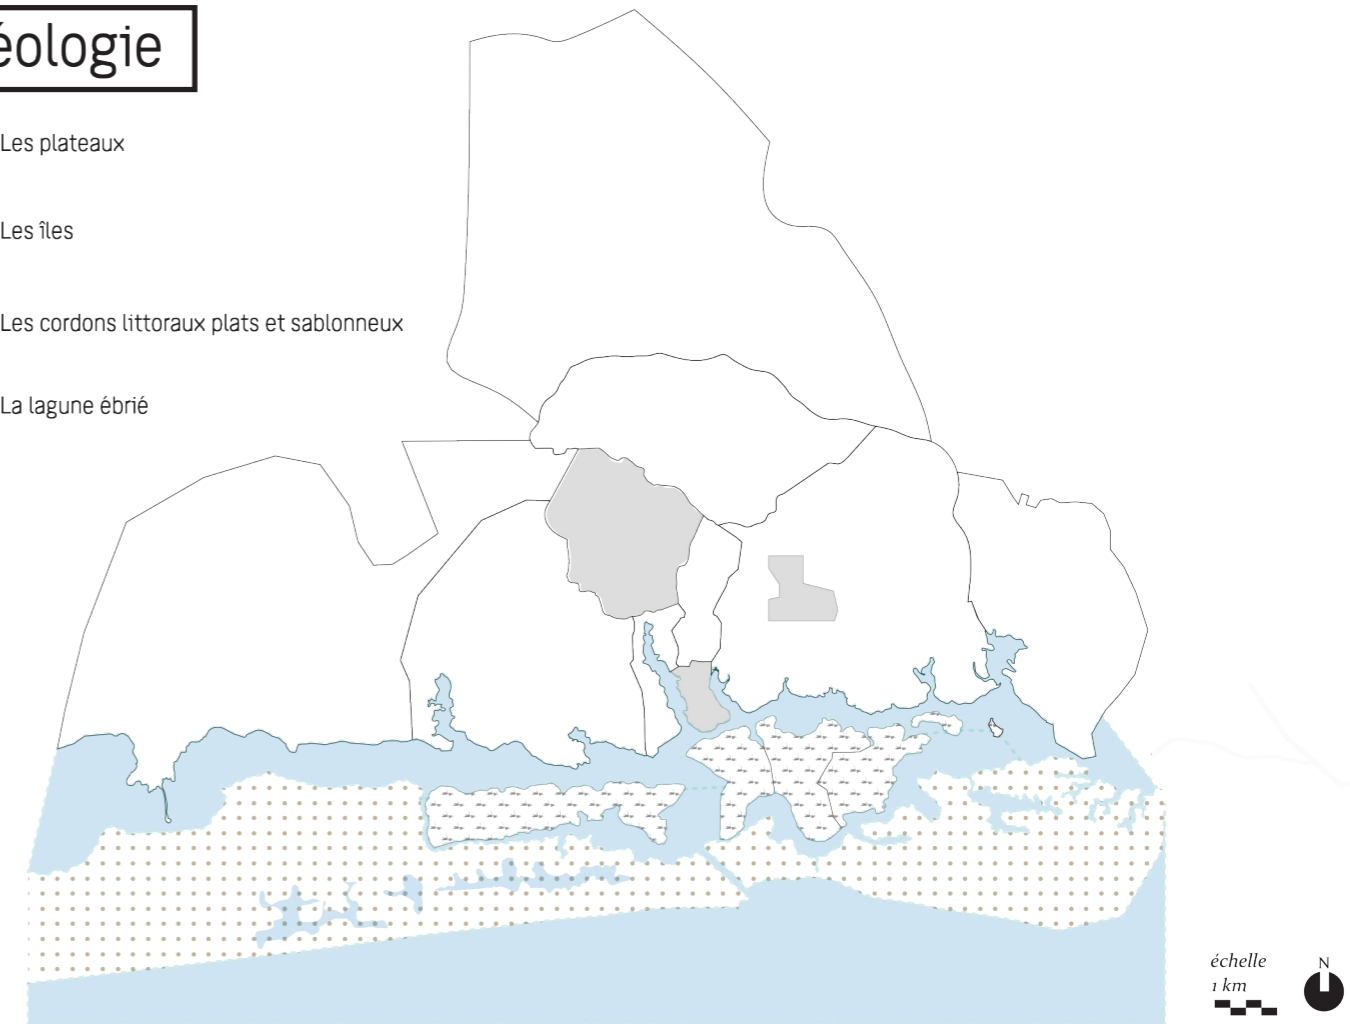 éologie
Les plateaux
Les îles
Les cordons littoraux plats et sablonneux
La lagune ébrié
échelle
1 km
N